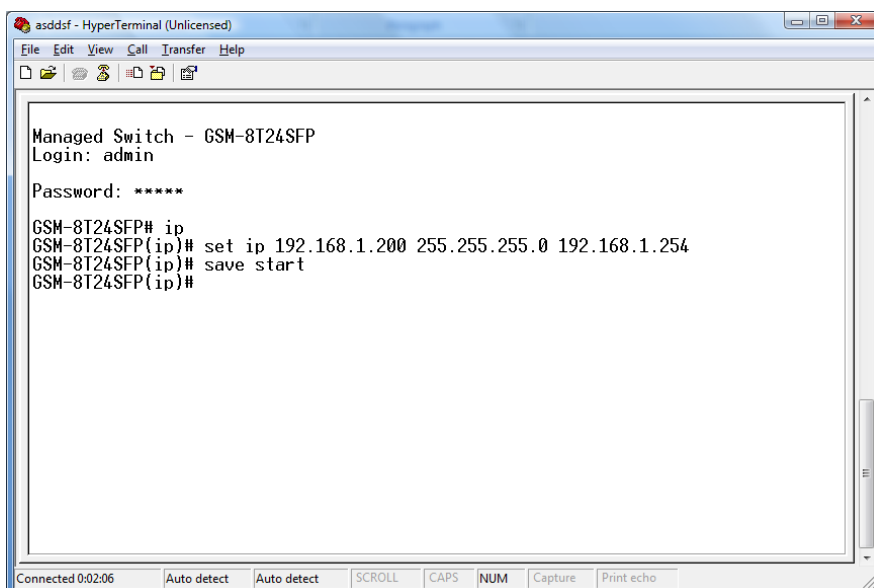 asddsf - HyperTerminal (Unlicensed)
File Edit View Call Transfer Help
Managed Switch - GSM-8T24SFP
Login: admin
Password: *****
GSM-8T24SFP# ip
GSM-8T24SFP(ip)# set ip 192.168.1.200 255.255.255.0 192.168.1.254
GSM-8T24SFP(ip)# save start
GSM-8T24SFP(ip)#
Connected 0:02:06 Auto detect Auto detect SCROLL CAPS NUM Capture Print echo